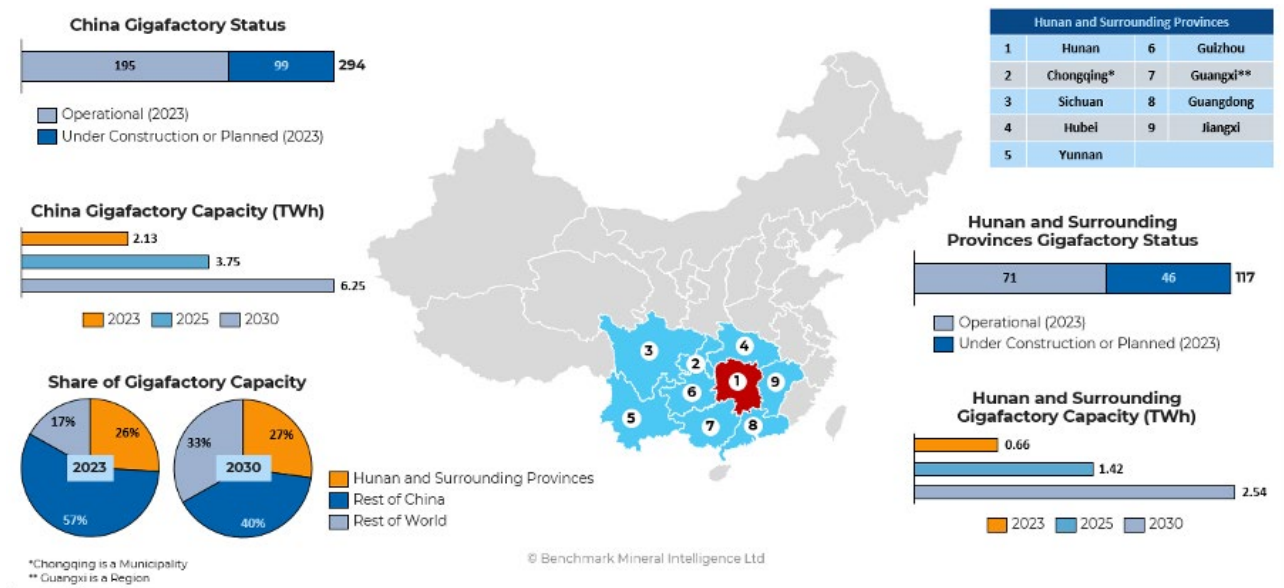 China Gigafactory Status
195 99 294
Operational (2023)
Under Construction or Planned (2023)
China Gigafactory Capacity (TWh)
2.13
3.75
6.25
2023 2025 2030
Share of Gigafactory Capacity
17% 26%
2023
57%
33% 27%
2030
40%
Hunan and Surrounding Provinces
Rest of China
Rest of World
*Chongqing is a Municipality
** Guangxi is a Region
3
4
2
1
9
6
5
7
8
© Benchmark Mineral Intelligence Ltd
Hunan and Surrounding Provinces
1 Hunan 6 Guizhou
2 Chongqing* 7 Guangxi**
3 Sichuan 8 Guangdong
4 Hubei 9 Jiangxi
5 Yunnan
Hunan and Surrounding
Provinces Gigafactory Status
71 46 117
Operational (2023)
Under Construction or Planned (2023)
Hunan and Surrounding
Gigafactory Capacity (TWh)
0.66
1.42
2.54
2023 2025 2030